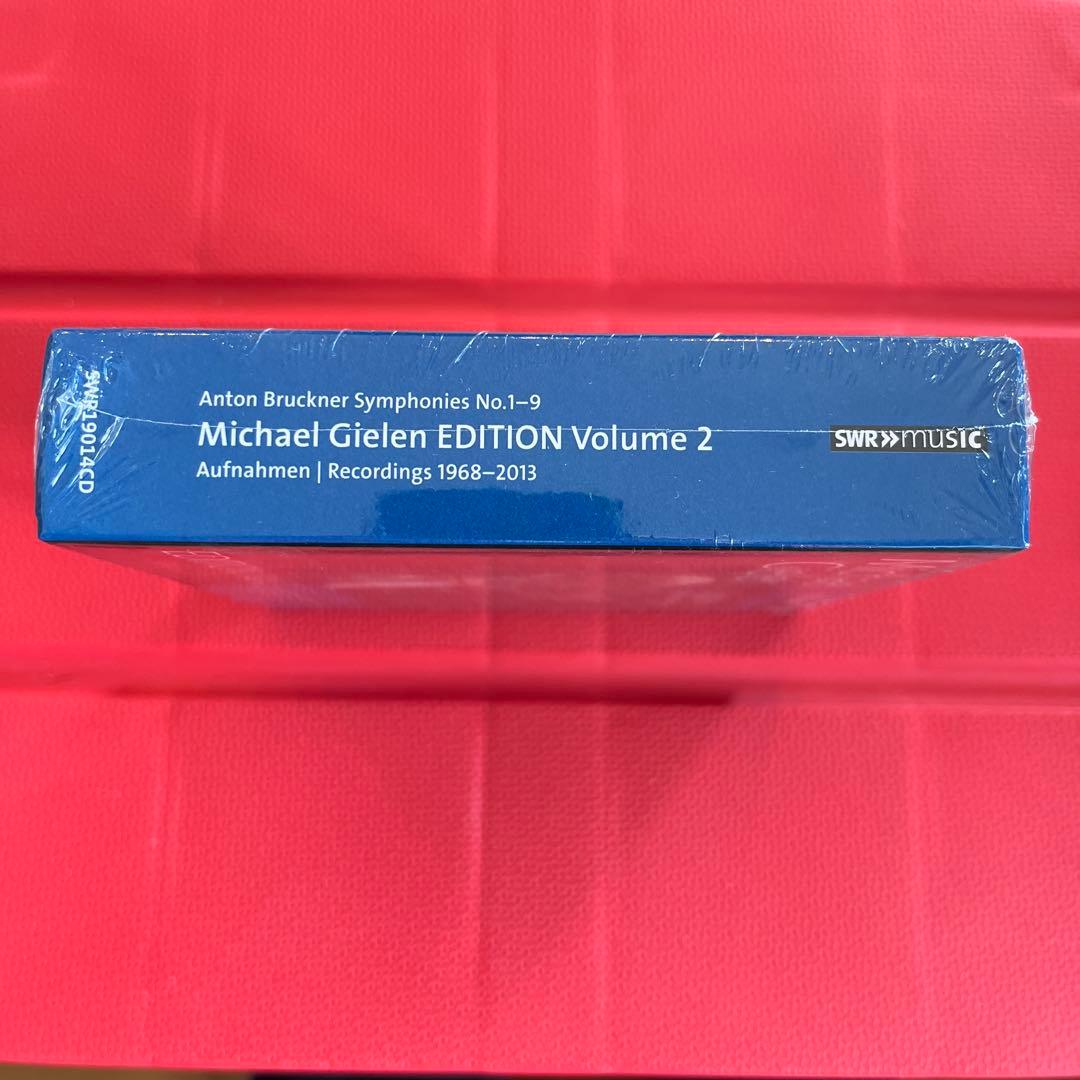 Anton Bruckner Symphonies No.1–9
Michael Gielen EDITION Volume 2
Aufnahmen | Recordings 1968–2013
SWR»music
SWR19014CD